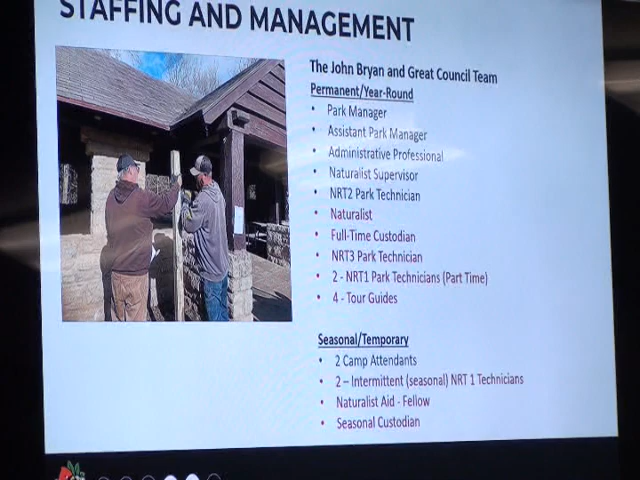 STAFFING AND MANAGEMENT
The John Bryan and Great Council Team
Permanent/Year-Round
• Park Manager
• Assistant Park Manager
• Administrative Professional
• Naturalist Supervisor
• NRT2 Park Technician
• Naturalist
• Full-Time Custodian
• NRT3 Park Technician
• 2 - NRT1 Park Technicians (Part Time)
• 4 - Tour Guides
Seasonal/Temporary
• 2 Camp Attendants
• 2 – Intermittent (seasonal) NRT 1 Technicians
• Naturalist Aid - Fellow
• Seasonal Custodian